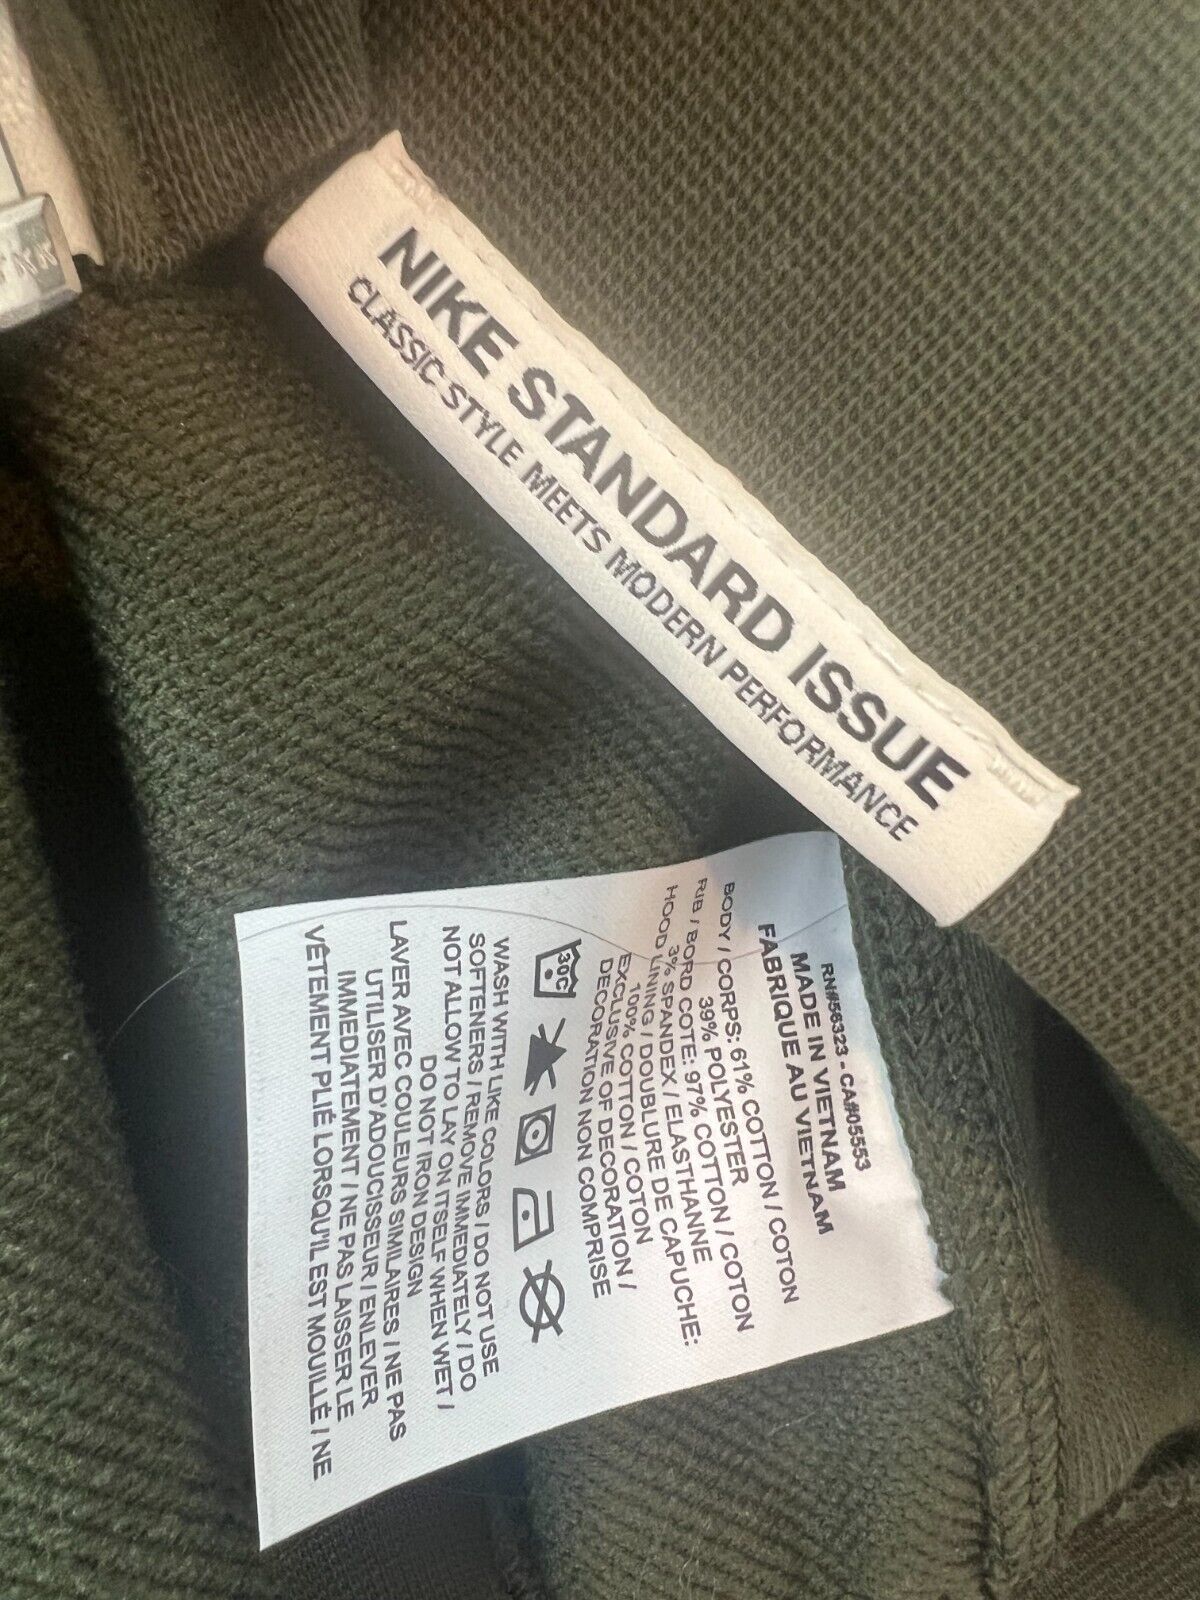 NIKE STANDARD ISSUE
CLASSIC STYLE MEETS MODERN PERFORMANCE
RN#56323 - CA#05553
MADE IN VIETNAM
FABRIQUE AU VIETNAM
BODY / CORPS: 61% COTTON / COTON
39% POLYESTER
RIB / BORD COTE: 97% COTTON / COTON
3% SPANDEX / ELASTHANNE
HOOD LINING / DOUBLURE DE CAPUCHE:
100% COTTON / COTON
EXCLUSIVE OF DECORATION /
DECORATION NON COMPRISE
30C
WASH WITH LIKE COLORS / DO NOT USE
SOFTENERS / REMOVE IMMEDIATELY / DO
NOT ALLOW TO LAY ON ITSELF WHEN WET /
DO NOT IRON DESIGN
LAVER AVEC COULEURS SIMILAIRES / NE PAS
UTILISER D'ADOUCISSEUR / ENLEVER
IMMEDIATEMENT / NE PAS LAISSER LE
VÊTEMENT PLIÉ LORSQU'IL EST MOUILLÉ / NE